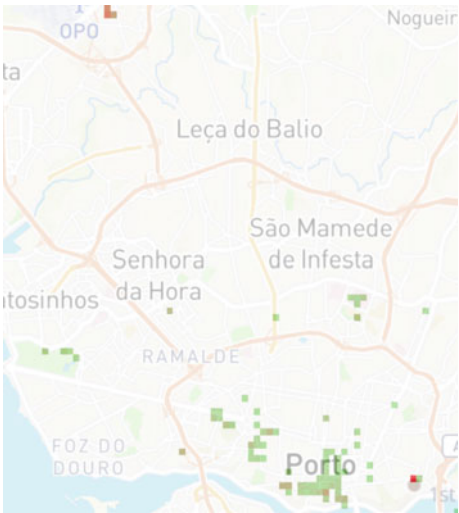 Nogueir
OPO
ta
Leça do Balio
São Mamede
de Infesta
Senhora
da Hora
tosinhos
RAMALDE
FOZ DO
DOURO
Porto
A
1st